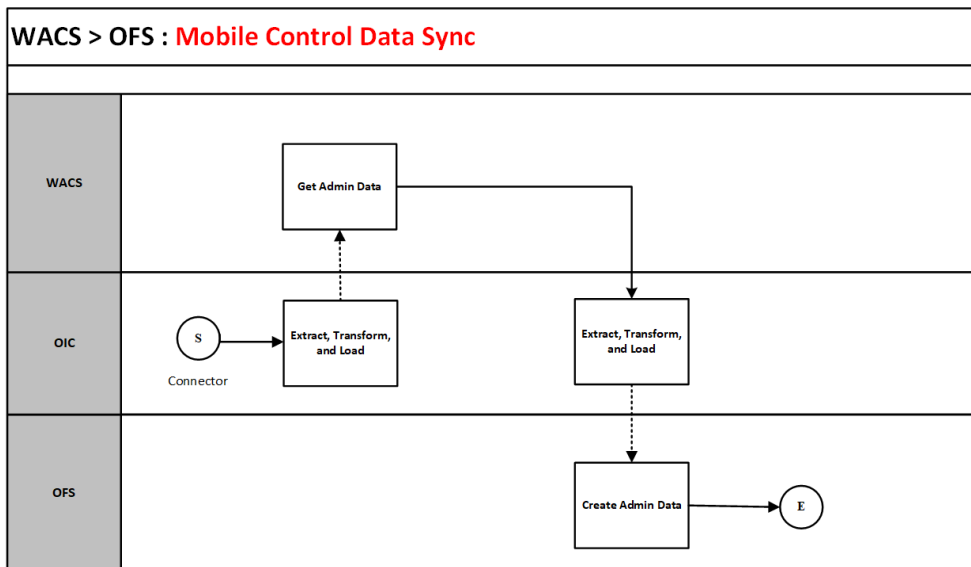 WACS > OFS : Mobile Control Data Sync
WACS
Get Admin Data
OIC
S
Connector
Extract, Transform,
and Load
Extract, Transform,
and Load
OFS
Create Admin Data
E